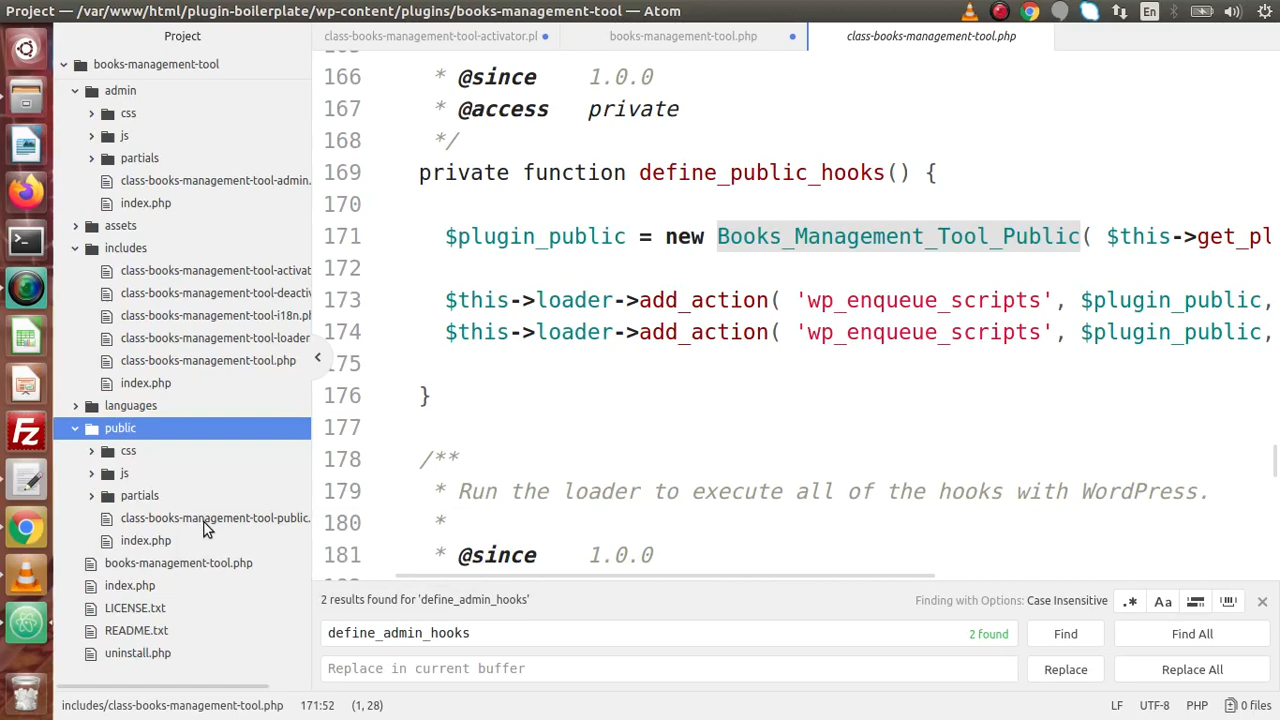 Project — /var/www/html/plugin-boilerplate/wp-content/plugins/books-management-tool — Atom
En
Project
class-books-management-tool-activator.pl
books-management-tool.php
class-books-management-tool.php
books-management-tool
admin
css
js
partials
class-books-management-tool-admin.
index.php
assets
includes
class-books-management-tool-activat
class-books-management-tool-deactiv
class-books-management-tool-i18n.ph
class-books-management-tool-loader
class-books-management-tool.php
index.php
languages
public
css
js
partials
class-books-management-tool-public.
index.php
books-management-tool.php
index.php
LICENSE.txt
README.txt
uninstall.php
166 * @since 1.0.0
167 * @access private
168 */
169 private function define_public_hooks() {
170
171 $plugin_public = new Books_Management_Tool_Public( $this->get_pl
172
173 $this->loader->add_action( 'wp_enqueue_scripts', $plugin_public,
174 $this->loader->add_action( 'wp_enqueue_scripts', $plugin_public,
175
176 }
177
178 /**
179 * Run the loader to execute all of the hooks with WordPress.
180 *
181 * @since 1.0.0
2 results found for 'define_admin_hooks'
Finding with Options: Case Insensitive
.* Aa
define_admin_hooks
2 found
Find
Find All
Replace in current buffer
Replace
Replace All
includes/class-books-management-tool.php 171:52 (1, 28)
LF UTF-8 PHP 0 files